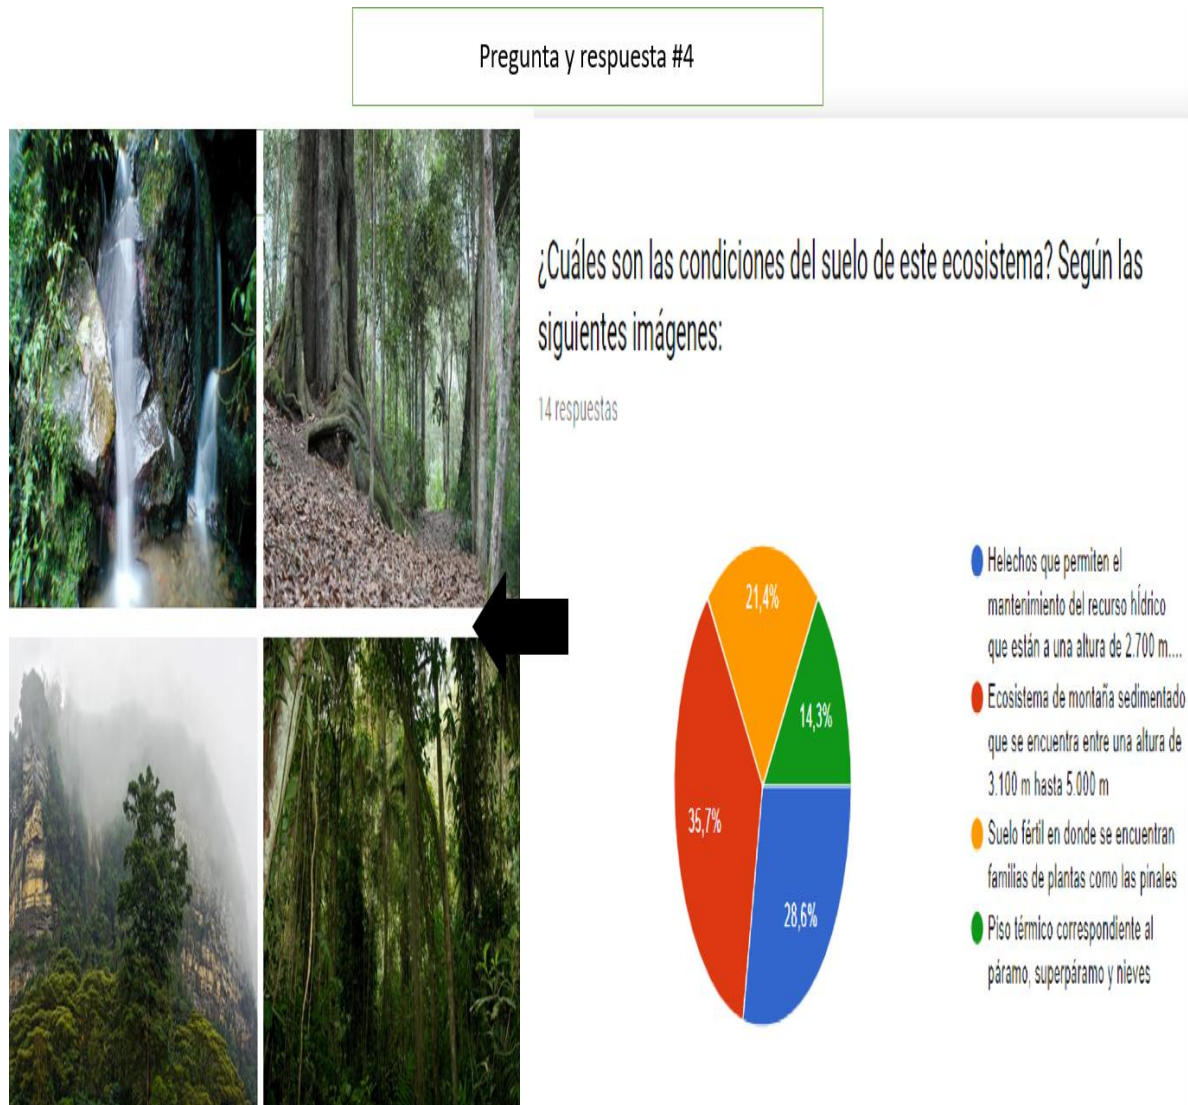 Pregunta y respuesta #4
¿Cuáles son las condiciones del suelo de este ecosistema? Según las
siguientes imágenes:
14 respuestas
21,4%
14,3%
35,7%
28,6%
Helechos que permiten el
mantenimiento del recurso hÍdrico
que están a una altura de 2.700 m....
Ecosistema de montaña sedimentado
que se encuentra entre una altura de
3.100 m hasta 5.000 m
Suelo fértil en donde se encuentran
familias de plantas como las pinales
Piso térmico correspondiente al
páramo, superpáramo y nieves